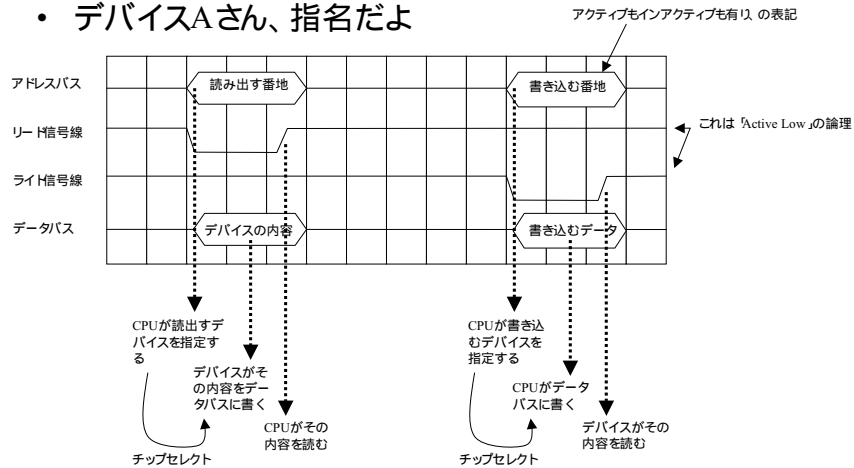 • デバイスAさん、指名だよ
アクティブもインアクティブも有り、の表記
アドレスバス
読み出す番地
書き込む番地
リード信号線
これは「Active Low」の論理
ライト信号線
データバス
デバイスの内容
書き込むデータ
CPUが読出すデ
バイスを指定す
る
デバイスがそ
の内容をデー
タバスに書く
CPUがその
内容を読む
チップセレクト
CPUが書き込
むデバイスを
指定する
CPUがデータ
バスに書く
デバイスがその
内容を読む
チップセレクト